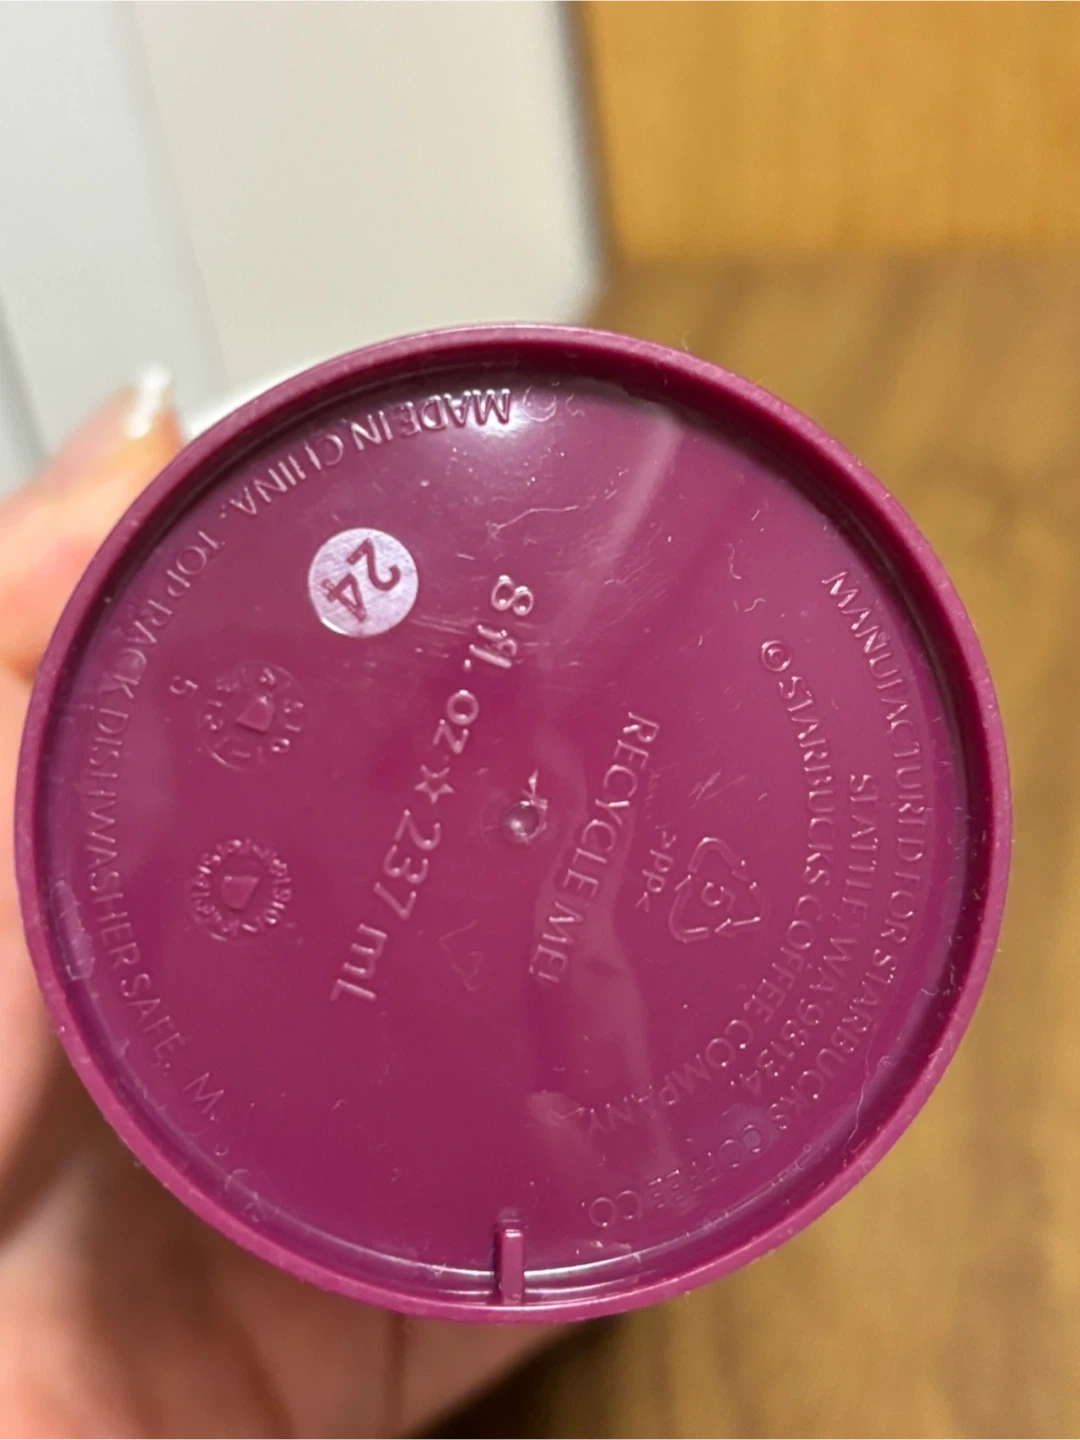 MANUFACTURED FOR STARBUCKS COFFEE CO.
SEATTLE, WA 98134.
© STARBUCKS COFFEE COMPANY.
5
>pp<
RECYCLE ME!
8 fl. oz ☆ 237 mL
24
5
MADE IN CHINA. TOP RACK DISHWASHER SAFE.